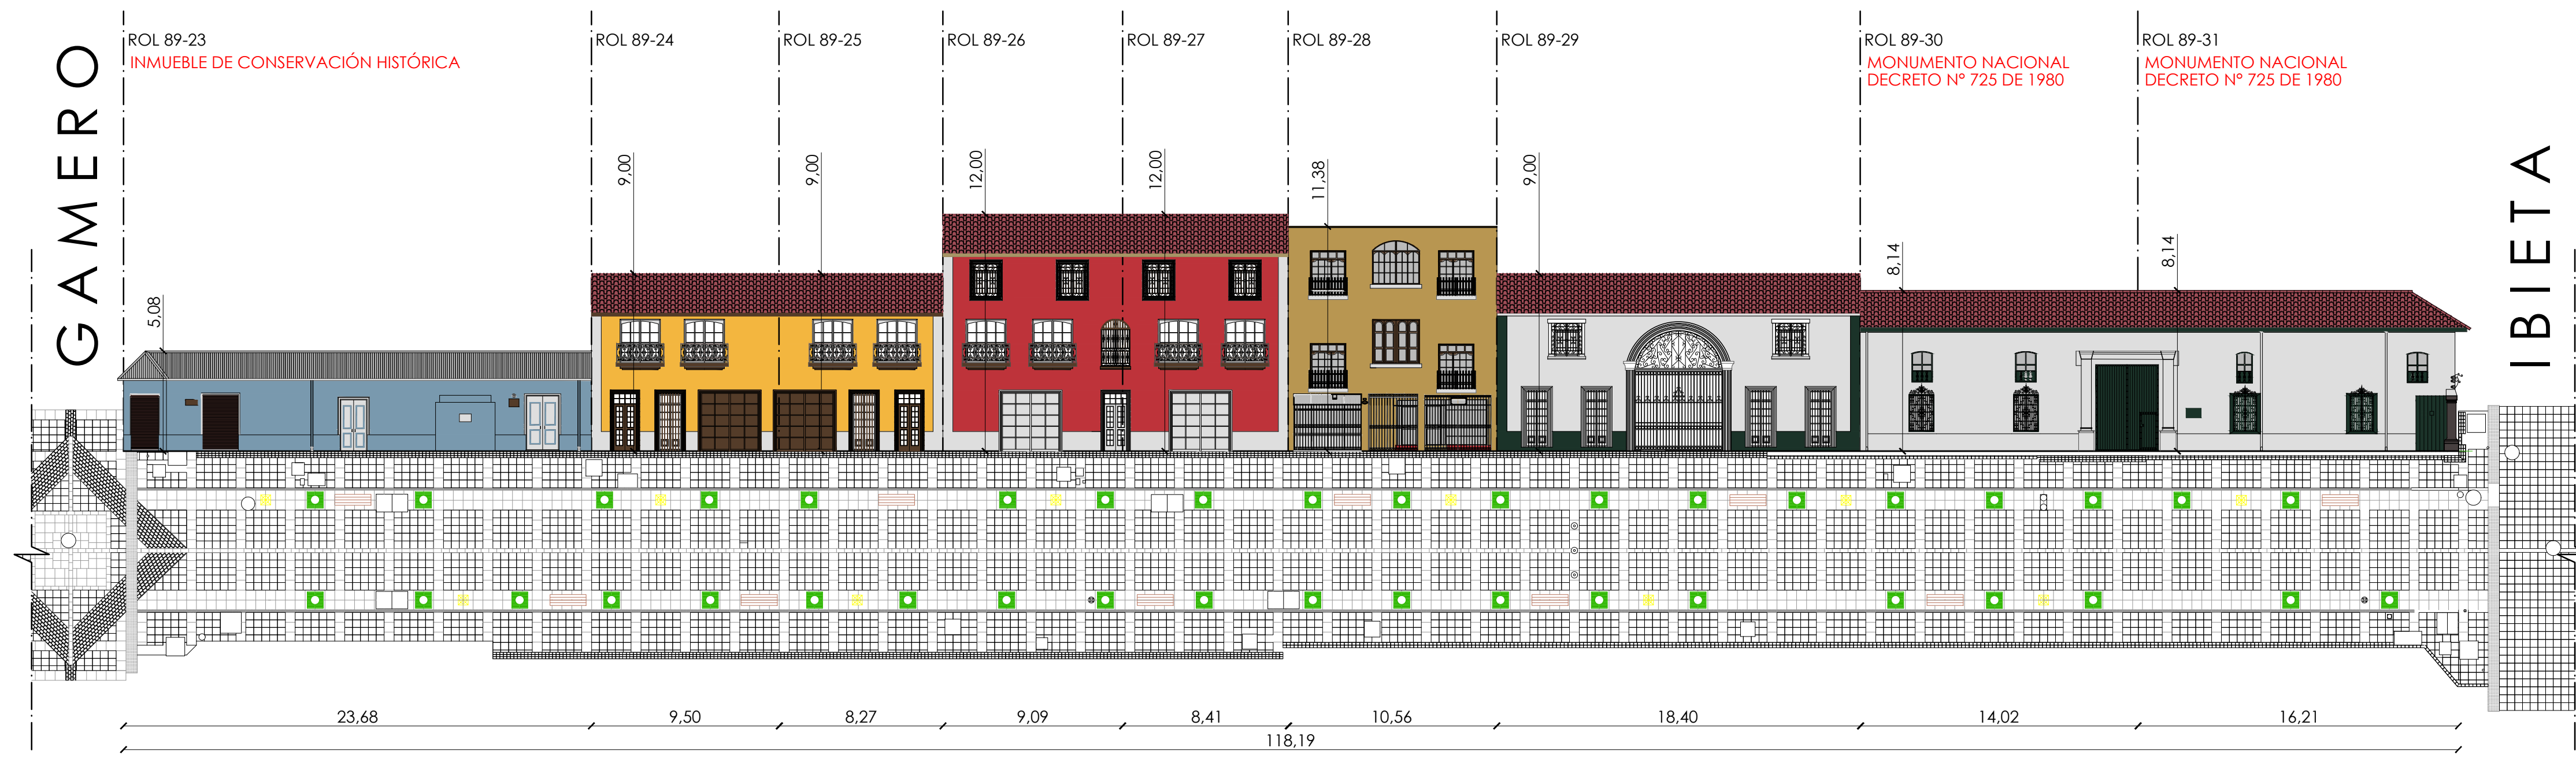 GAMERO
ROL 89-23
INMUEBLE DE CONSERVACIÓN HISTÓRICA
ROL 89-24
ROL 89-25
ROL 89-26
ROL 89-27
ROL 89-28
ROL 89-29
ROL 89-30
MONUMENTO NACIONAL
DECRETO Nº 725 DE 1980
ROL 89-31
MONUMENTO NACIONAL
DECRETO Nº 725 DE 1980
IBIETA
5,08
9,00
9,00
12,00
12,00
11,38
9,00
8,14
8,14
23,68
9,50
8,27
9,09
8,41
10,56
18,40
14,02
16,21
118,19